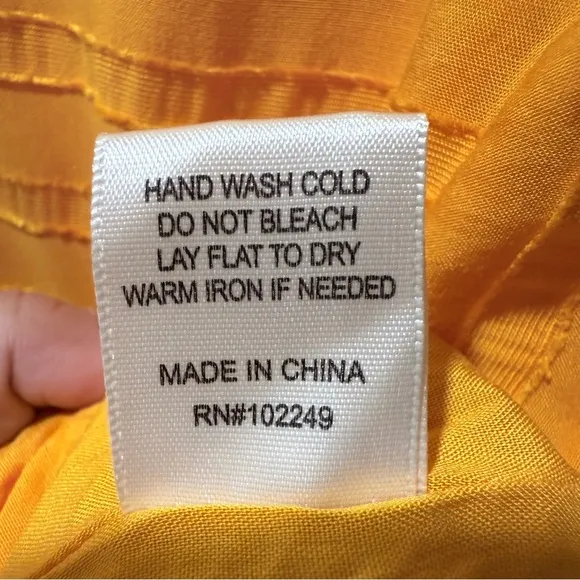 HAND WASH COLD
DO NOT BLEACH
LAY FLAT TO DRY
WARM IRON IF NEEDED
MADE IN CHINA
RN#102249